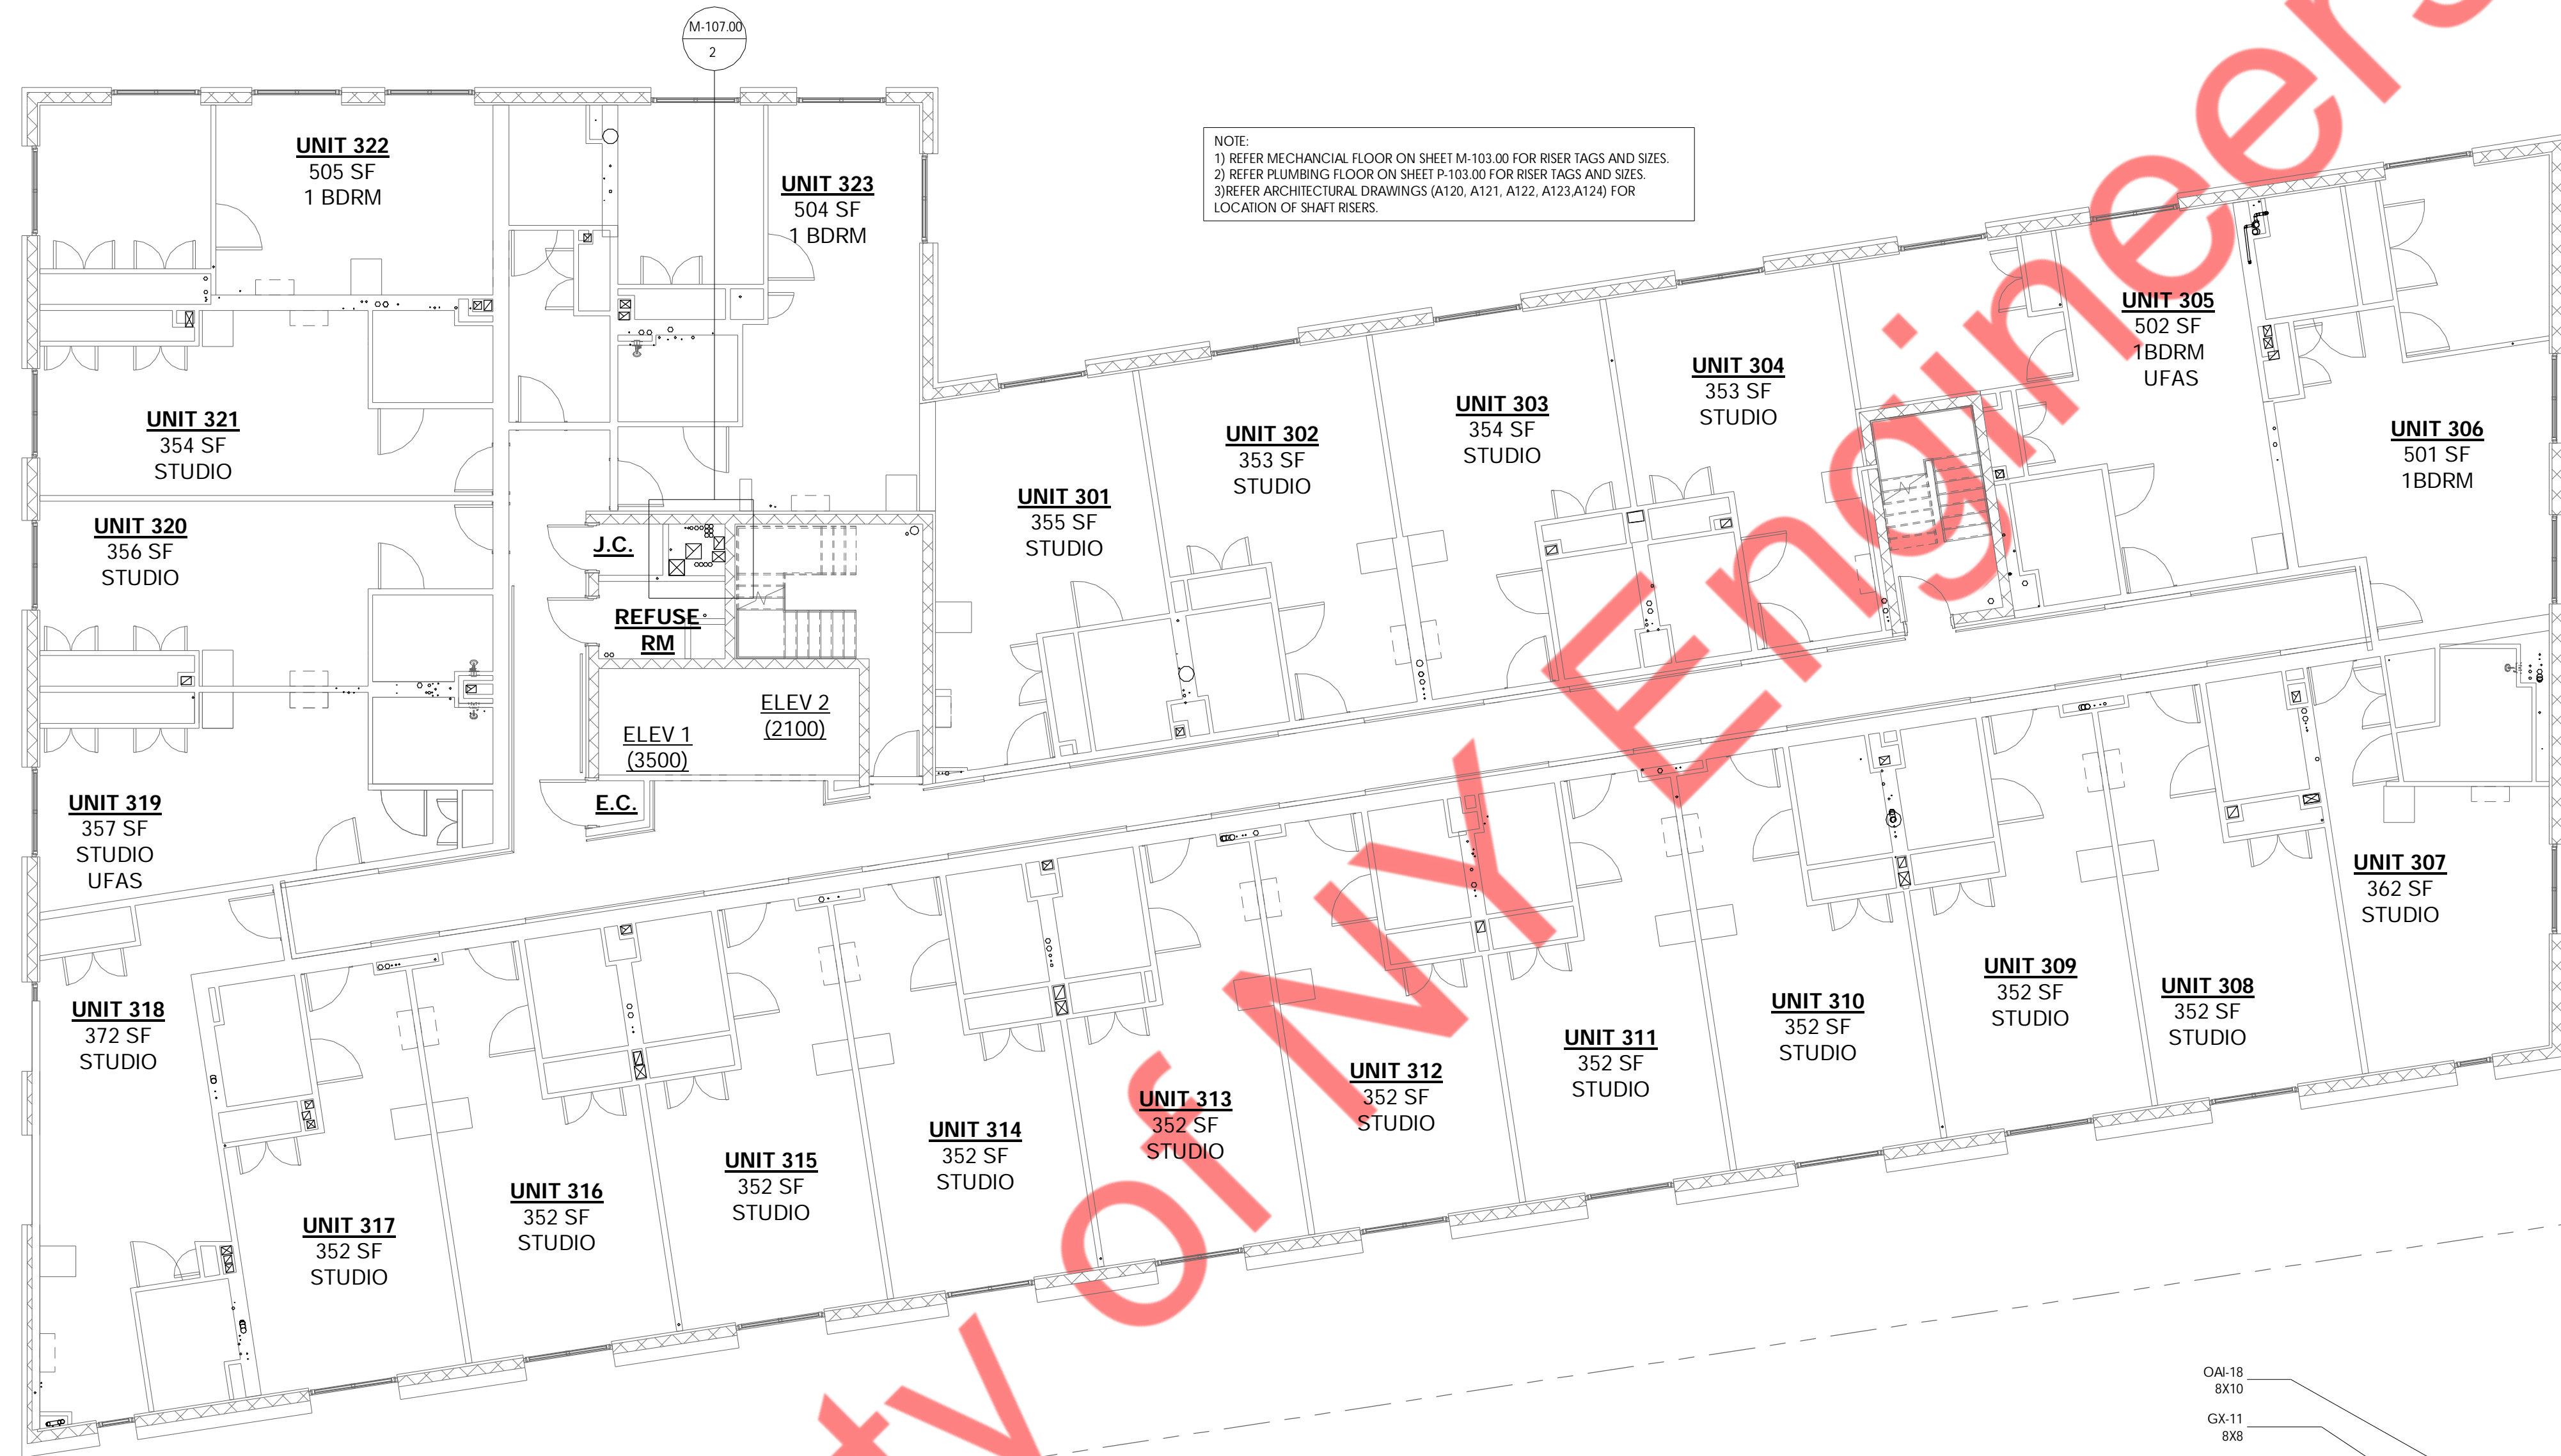 M-107.00
2
NOTE:
1) REFER MECHANCIAL FLOOR ON SHEET M-103.00 FOR RISER TAGS AND SIZES.
2) REFER PLUMBING FLOOR ON SHEET P-103.00 FOR RISER TAGS AND SIZES.
3)REFER ARCHITECTURAL DRAWINGS (A120, A121, A122, A123,A124) FOR
LOCATION OF SHAFT RISERS.
UNIT 322
505 SF
1 BDRM
UNIT 323
504 SF
1 BDRM
UNIT 321
354 SF
STUDIO
UNIT 320
356 SF
STUDIO
UNIT 319
357 SF
STUDIO
UFAS
J.C.
REFUSE
RM
ELEV 1
(3500)
ELEV 2
(2100)
E.C.
UNIT 301
355 SF
STUDIO
UNIT 302
353 SF
STUDIO
UNIT 303
354 SF
STUDIO
UNIT 304
353 SF
STUDIO
UNIT 305
502 SF
1BDRM
UFAS
UNIT 306
501 SF
1BDRM
UNIT 307
362 SF
STUDIO
UNIT 308
352 SF
STUDIO
UNIT 309
352 SF
STUDIO
UNIT 310
352 SF
STUDIO
UNIT 311
352 SF
STUDIO
UNIT 312
352 SF
STUDIO
UNIT 313
352 SF
STUDIO
UNIT 314
352 SF
STUDIO
UNIT 315
352 SF
STUDIO
UNIT 316
352 SF
STUDIO
UNIT 317
352 SF
STUDIO
UNIT 318
372 SF
STUDIO
OAI-18
8X10
GX-11
8X8
ty of NY Engineers